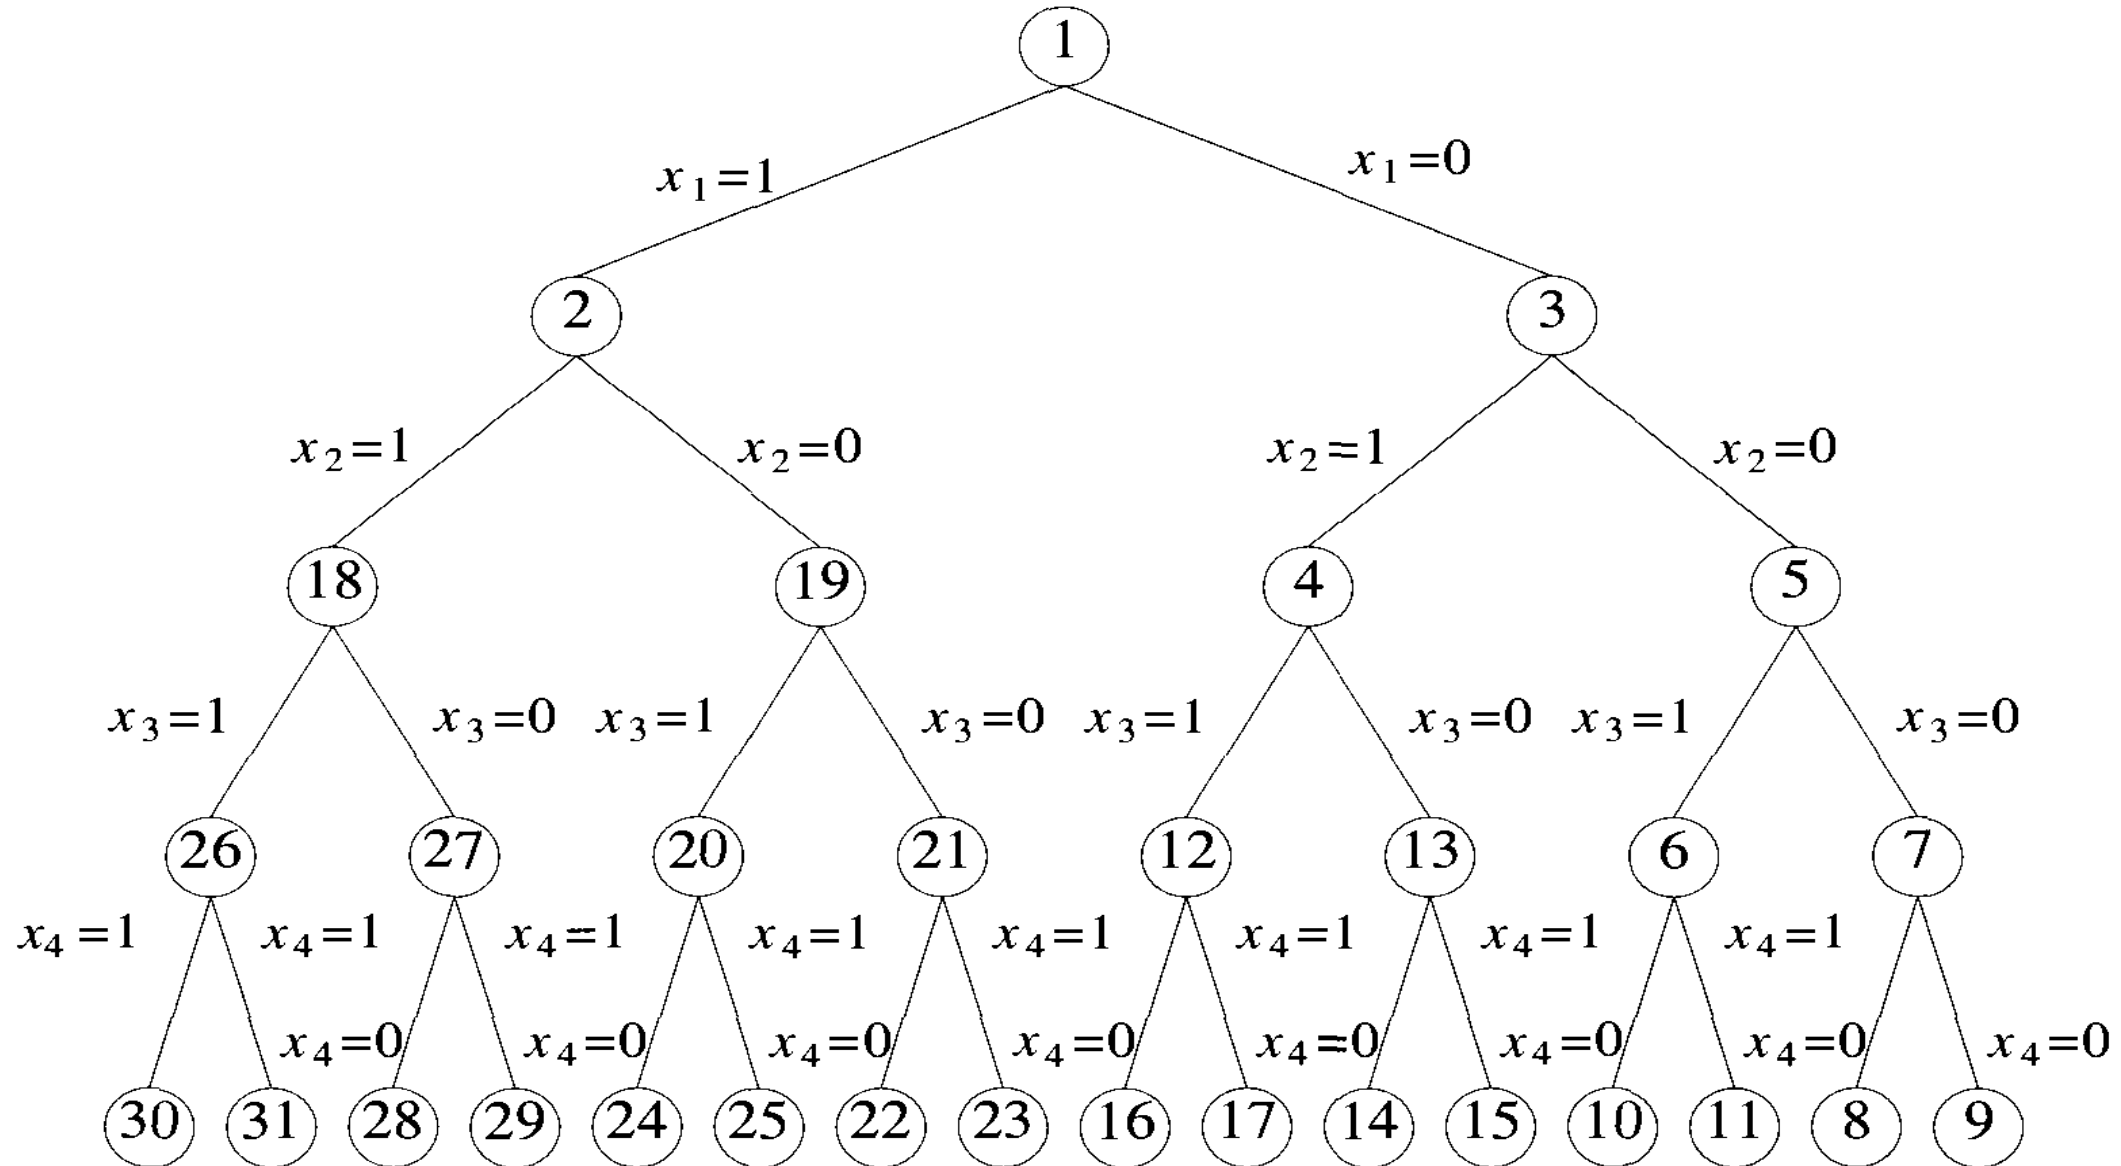 1
x1=1 x1=0
2 3
x2=1 x2=0 x2=1 x2=0
18 19 4 5
x3=1 x3=0 x3=1 x3=0 x3=1 x3=0 x3=1 x3=0
26 27 20 21 12 13 6 7
x4=1 x4=1 x4=1 x4=1 x4=1 x4=1 x4=1 x4=1
x4=0 x4=0 x4=0 x4=0 x4=0 x4=0 x4=0 x4=0
30 31 28 29 24 25 22 23 16 17 14 15 10 11 8 9